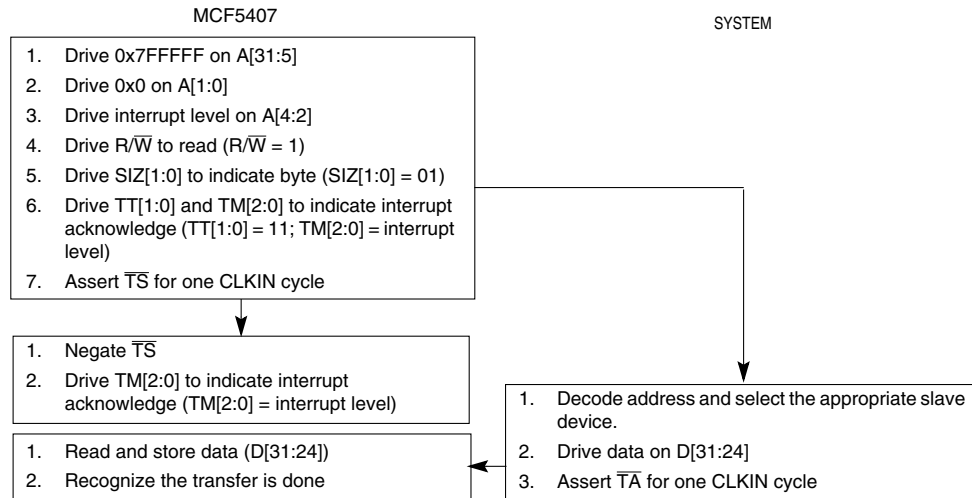 MCF5407
SYSTEM
1. Drive 0x7FFFFF on A[31:5]
2. Drive 0x0 on A[1:0]
3. Drive interrupt level on A[4:2]
4. Drive R/W̅ to read (R/W̅ = 1)
5. Drive SIZ[1:0] to indicate byte (SIZ[1:0] = 01)
6. Drive TT[1:0] and TM[2:0] to indicate interrupt
acknowledge (TT[1:0] = 11; TM[2:0] = interrupt
level)
7. Assert T̅S̅ for one CLKIN cycle
1. Negate T̅S̅
2. Drive TM[2:0] to indicate interrupt
acknowledge (TM[2:0] = interrupt level)
1. Decode address and select the appropriate slave
device.
2. Drive data on D[31:24]
3. Assert T̅A̅ for one CLKIN cycle
1. Read and store data (D[31:24])
2. Recognize the transfer is done